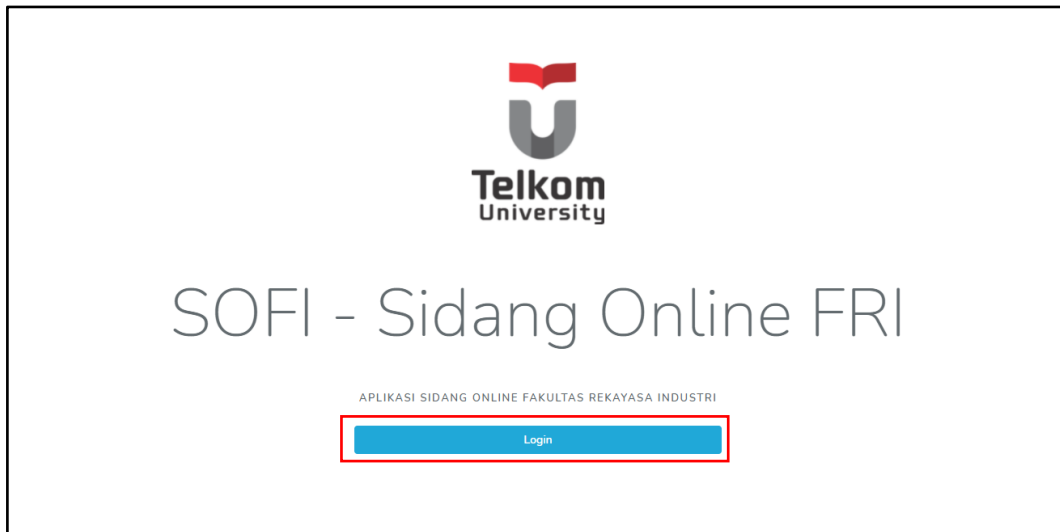 Telkom
University
SOFI - Sidang Online FRI
APLIKASI SIDANG ONLINE FAKULTAS REKAYASA INDUSTRI
Login